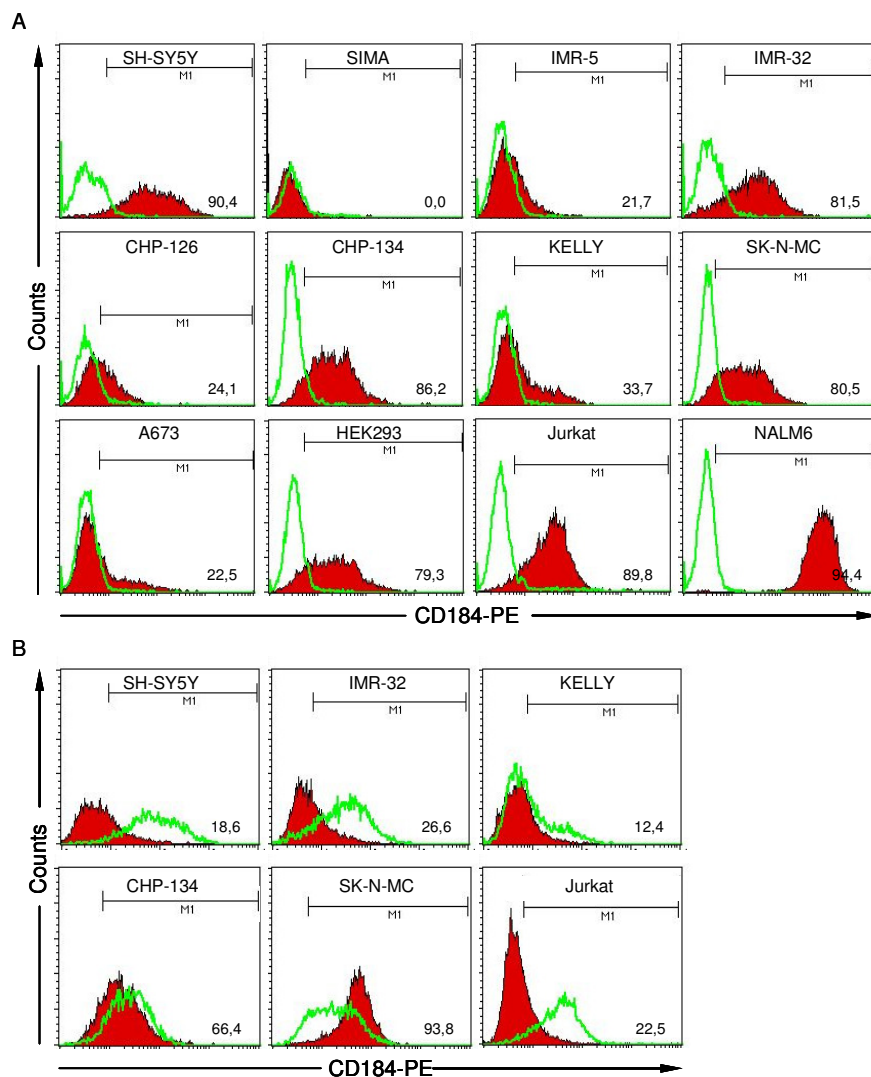 A
SH-SY5Y
M1
90,4
SIMA
M1
0,0
IMR-5
M1
21,7
IMR-32
M1
81,5
CHP-126
M1
24,1
CHP-134
M1
86,2
KELLY
M1
33,7
SK-N-MC
M1
80,5
A673
M1
22,5
HEK293
M1
79,3
Jurkat
M1
89,8
NALM6
M1
94,4
Counts
CD184-PE
B
SH-SY5Y
M1
18,6
IMR-32
M1
26,6
KELLY
M1
12,4
CHP-134
M1
66,4
SK-N-MC
M1
93,8
Jurkat
M1
22,5
Counts
CD184-PE